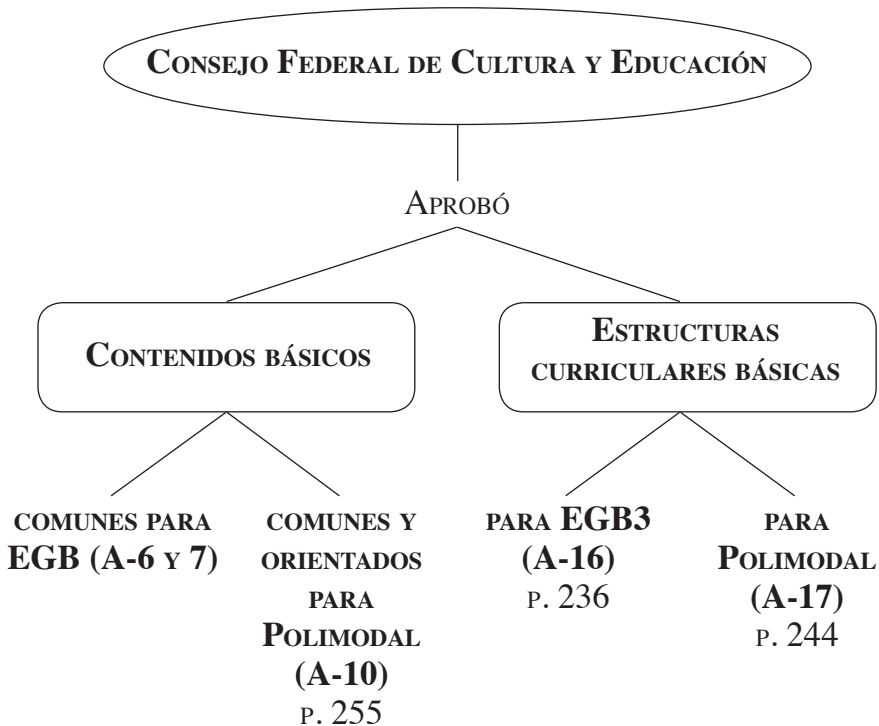 CONSEJO FEDERAL DE CULTURA Y EDUCACIÓN
APROBÓ
CONTENIDOS BÁSICOS
ESTRUCTURAS
CURRICULARES BÁSICAS
COMUNES PARA
EGB (A-6 Y 7)
COMUNES Y
ORIENTADOS
PARA
POLIMODAL
(A-10)
P. 255
PARA EGB3
(A-16)
P. 236
PARA
POLIMODAL
(A-17)
P. 244